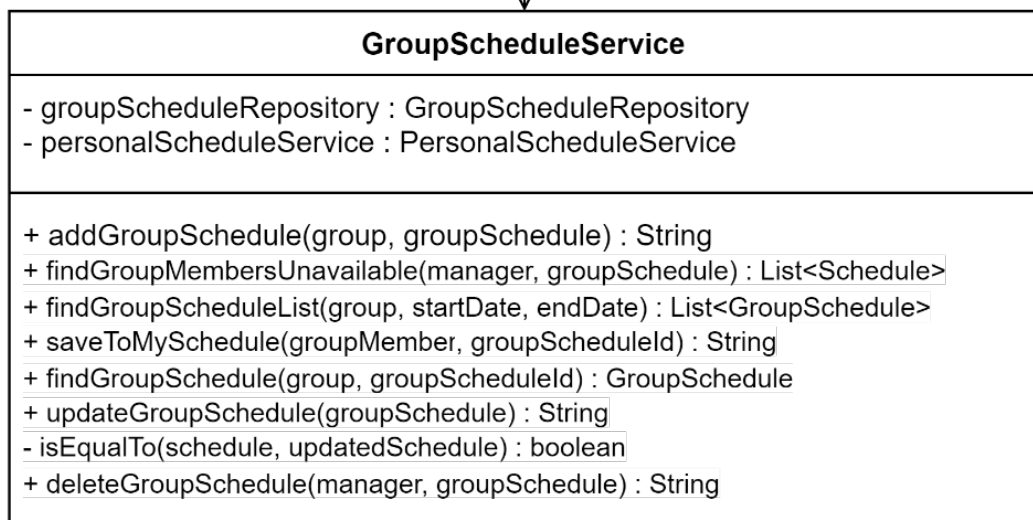 GroupScheduleService
- groupScheduleRepository : GroupScheduleRepository
- personalScheduleService : PersonalScheduleService
+ addGroupSchedule(group, groupSchedule) : String
+ findGroupMembersUnavailable(manager, groupSchedule) : List<Schedule>
+ findGroupScheduleList(group, startDate, endDate) : List<GroupSchedule>
+ saveToMySchedule(groupMember, groupScheduleId) : String
+ findGroupSchedule(group, groupScheduleId) : GroupSchedule
+ updateGroupSchedule(groupSchedule) : String
- isEqualTo(schedule, updatedSchedule) : boolean
+ deleteGroupSchedule(manager, groupSchedule) : String